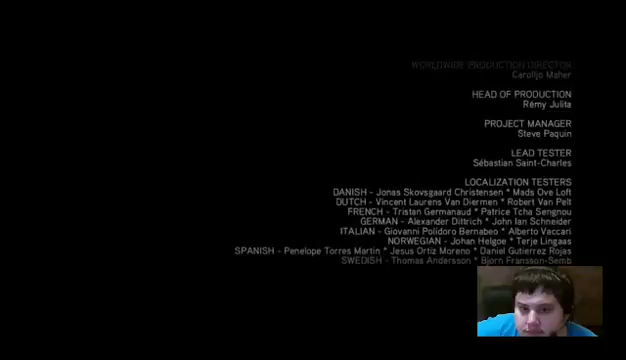 WORLDWIDE PRODUCTION DIRECTOR
Carolljo Maher
HEAD OF PRODUCTION
Rémy Julita
PROJECT MANAGER
Steve Paquin
LEAD TESTER
Sébastian Saint-Charles
LOCALIZATION TESTERS
DANISH - Jonas Skovsgaard Christensen * Mads Ove Loft
DUTCH - Vincent Laurens Van Diermen * Robert Van Pelt
FRENCH - Tristan Germanaud * Patrice Tcha Sengnou
GERMAN - Alexander Dittrich * John Ian Schneider
ITALIAN - Giovanni Polidoro Bernabeo * Alberto Vaccari
NORWEGIAN - Johan Helgoe * Terje Lingaas
SPANISH - Penelope Torres Martin * Jesus Ortiz Moreno * Daniel Gutierrez Rojas
SWEDISH - Thomas Andersson * Bjorn Fransson-Semb